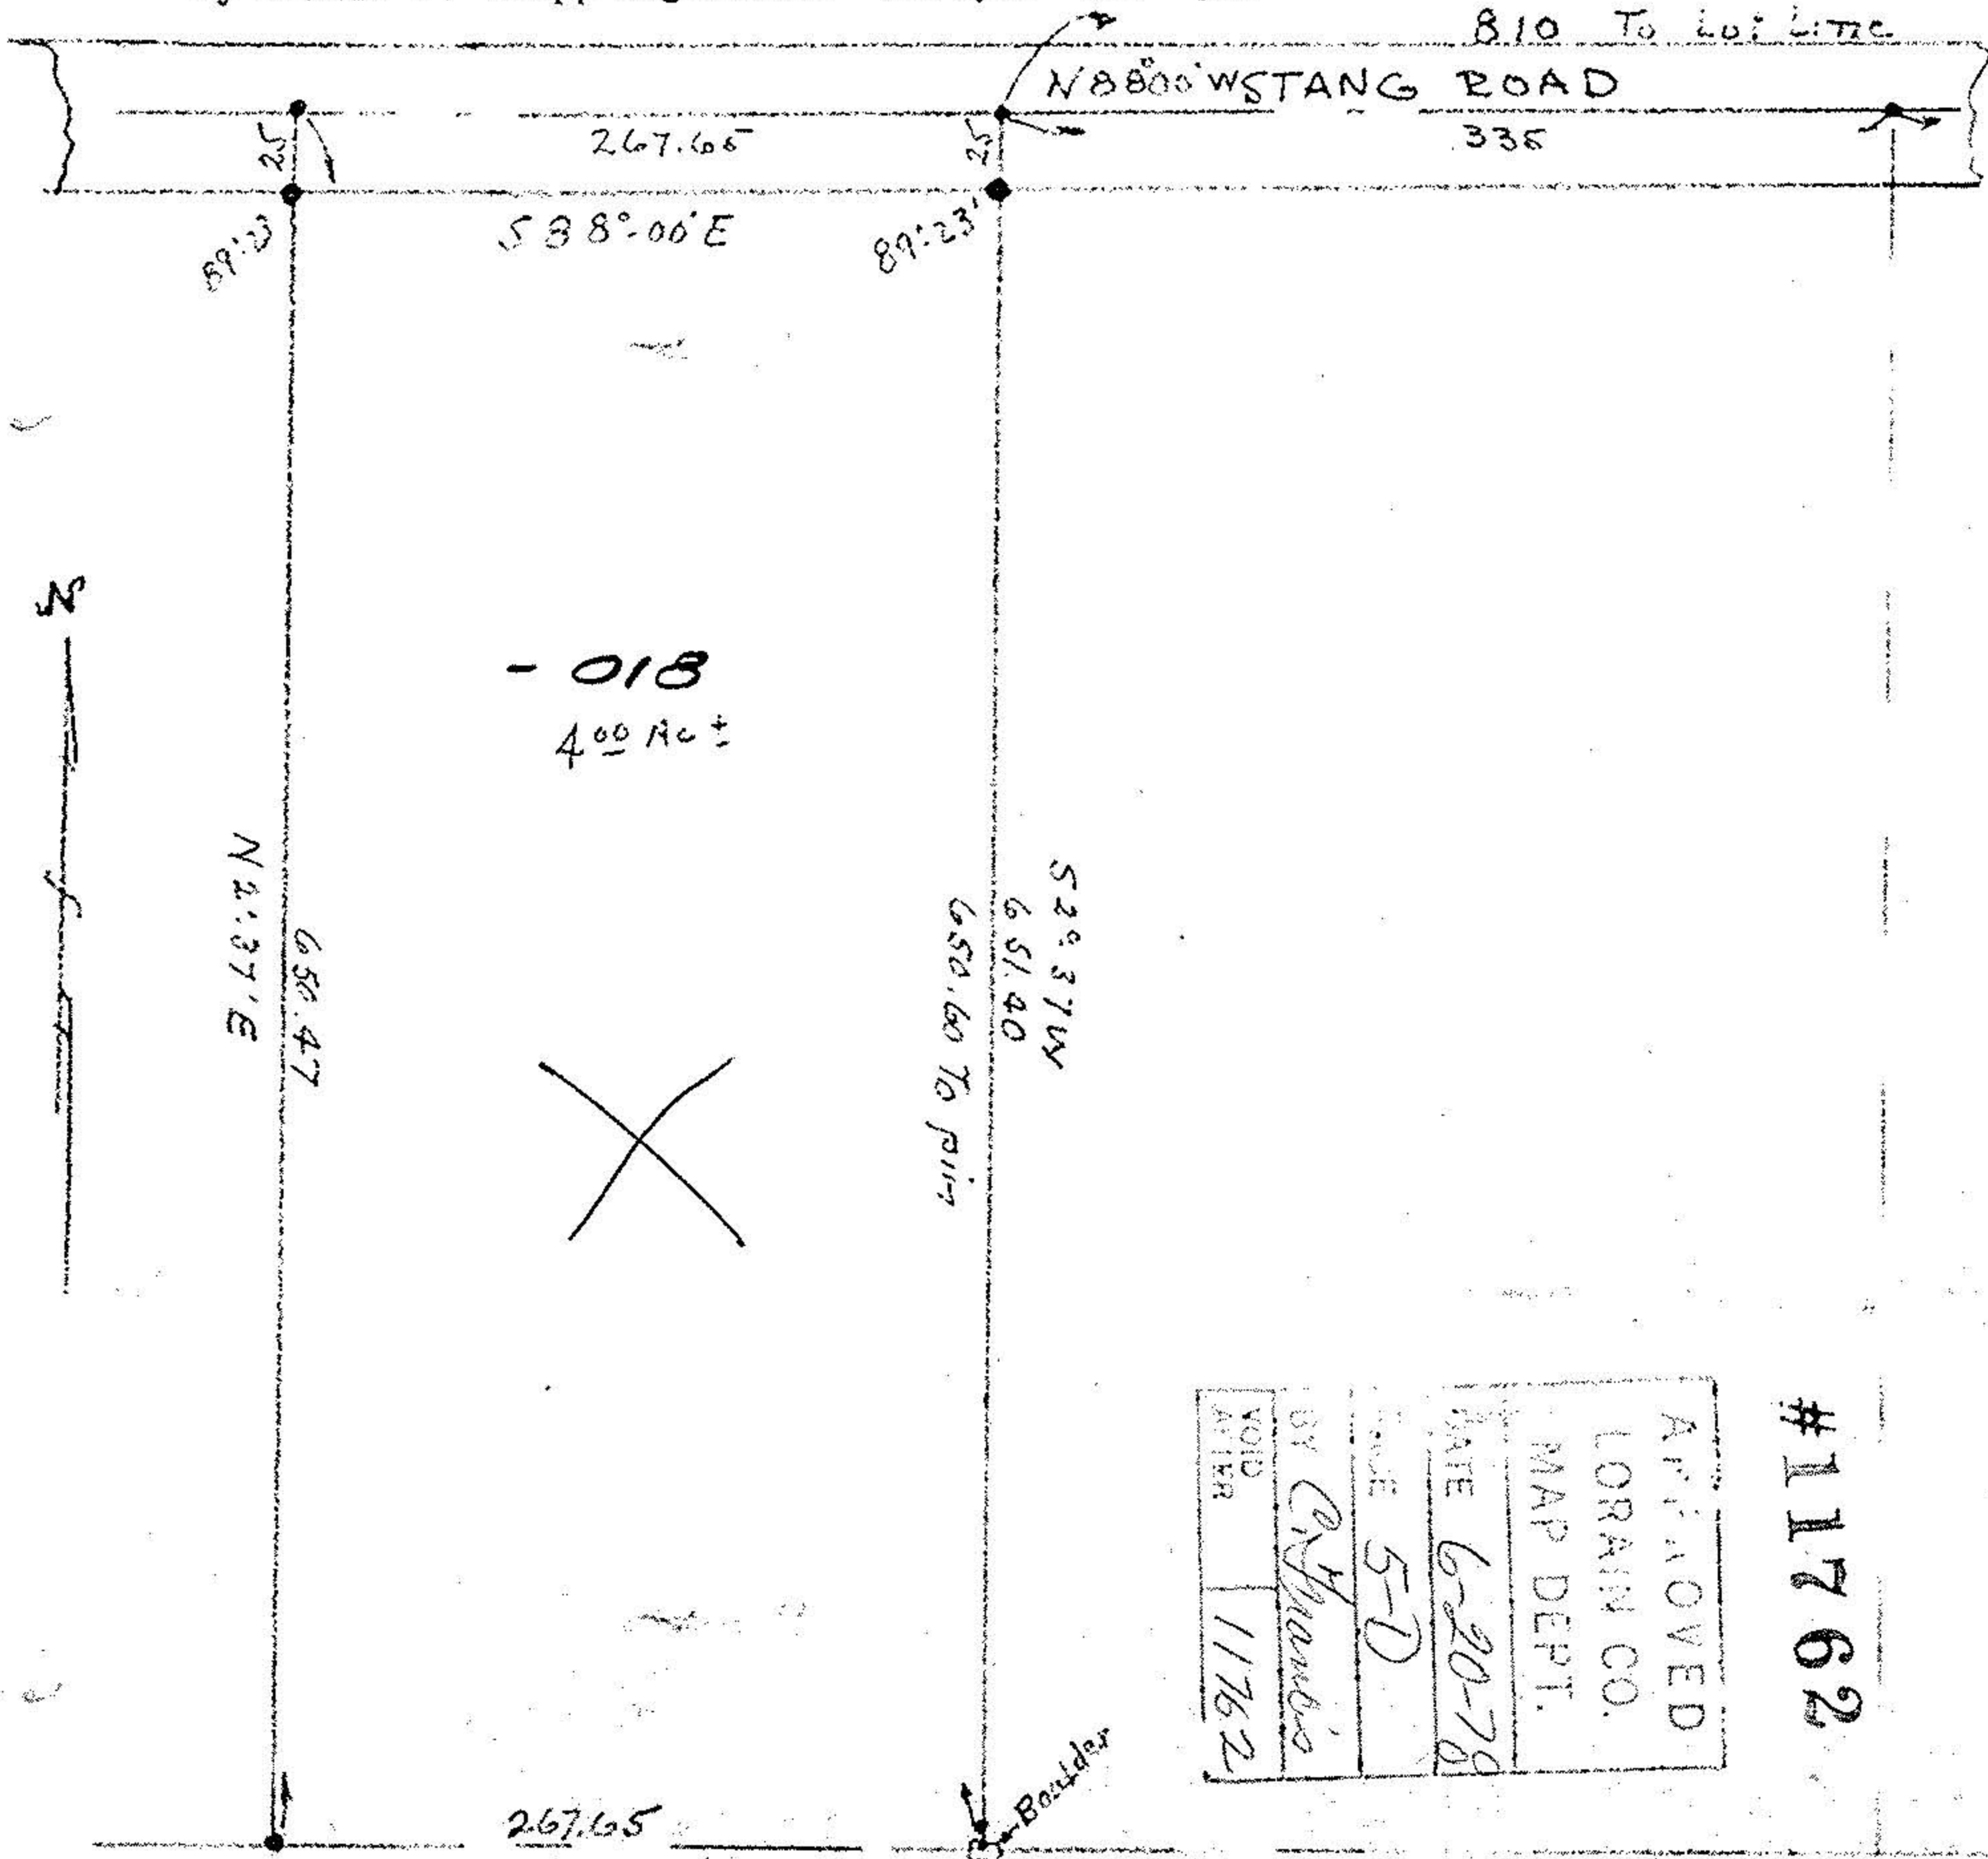 810 To Lot Line
N88°00'W STANG ROAD
25
267.65
25
335
89°:23'
S88°-00'E
89°:23'
N
- 018
4.00 Ac ±
N 2°:37' E
650.47
S 2°:37'W
651.40
650.60 To pin
#11762
APPROVED
LORAIN CO.
MAP DEPT.
DATE 6-20-78
5-D
BY
VOID
AFTER 11762
267.65
Boulder